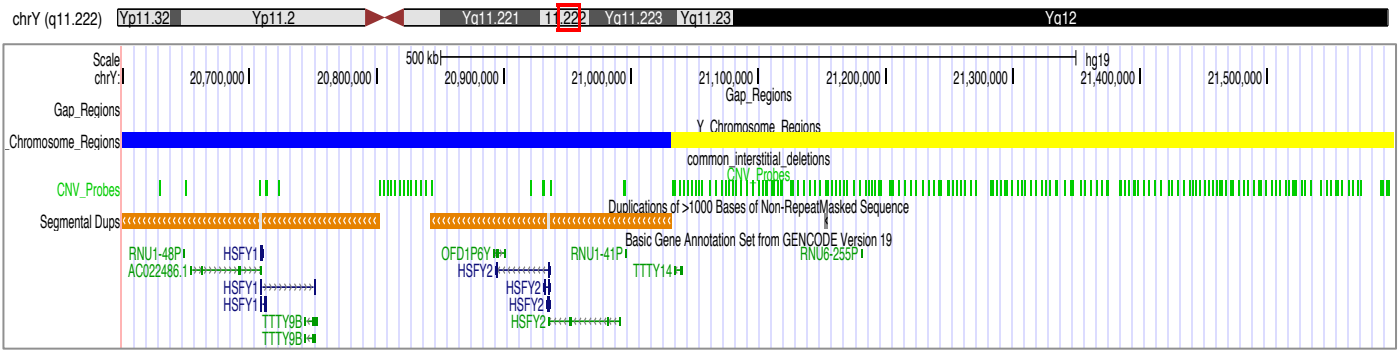 chrY (q11.222) Yp11.32 Yp11.2 Yq11.221 11.222 Yq11.223 Yq11.23 Yq12
Scale 500 kb hg19
chrY: 20,700,000 20,800,000 20,900,000 21,000,000 21,100,000 21,200,000 21,300,000 21,400,000 21,500,000
Gap_Regions
Gap_Regions
Y_Chromosome_Regions
_Chromosome_Regions
common_interstitial_deletions
CNV_Probes
CNV_Probes
Duplications of >1000 Bases of Non-RepeatMasked Sequence
Segmental Dups
Basic Gene Annotation Set from GENCODE Version 19
RNU1-48P HSFY1 OFD1P6Y RNU1-41P RNU6-255P
AC022486.1 HSFY2 TTTY14
HSFY1 HSFY2
HSFY1 HSFY2
TTTY9B HSFY2
TTTY9B